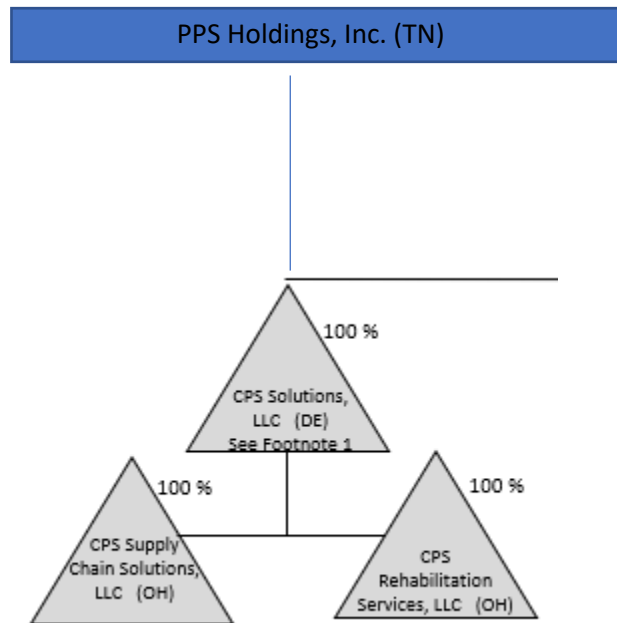 PPS Holdings, Inc. (TN)
100 %
CPS Solutions,
LLC (DE)
See Footnote 1
100 %
CPS Supply
Chain Solutions,
LLC (OH)
100 %
CPS
Rehabilitation
Services, LLC (OH)